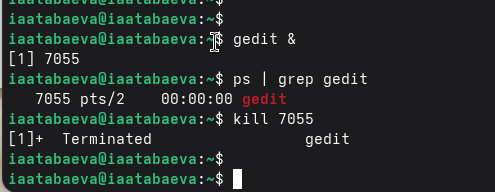 iaatabaeva@iaatabaeva:~$
iaatabaeva@iaatabaeva:~$
iaatabaeva@iaatabaeva:~$ gedit &
[1] 7055
iaatabaeva@iaatabaeva:~$ ps | grep gedit
   7055 pts/2    00:00:00 gedit
iaatabaeva@iaatabaeva:~$ kill 7055
[1]+  Terminated              gedit
iaatabaeva@iaatabaeva:~$
iaatabaeva@iaatabaeva:~$